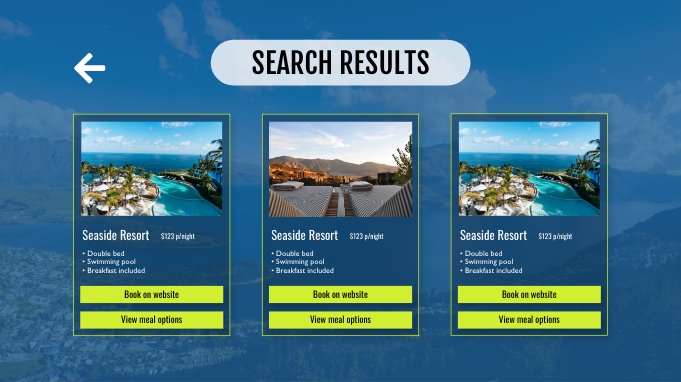 SEARCH RESULTS
Seaside Resort $123 p/night
• Double bed
• Swimming pool
• Breakfast included
Book on website
View meal options
Seaside Resort $123 p/night
• Double bed
• Swimming pool
• Breakfast included
Book on website
View meal options
Seaside Resort $123 p/night
• Double bed
• Swimming pool
• Breakfast included
Book on website
View meal options